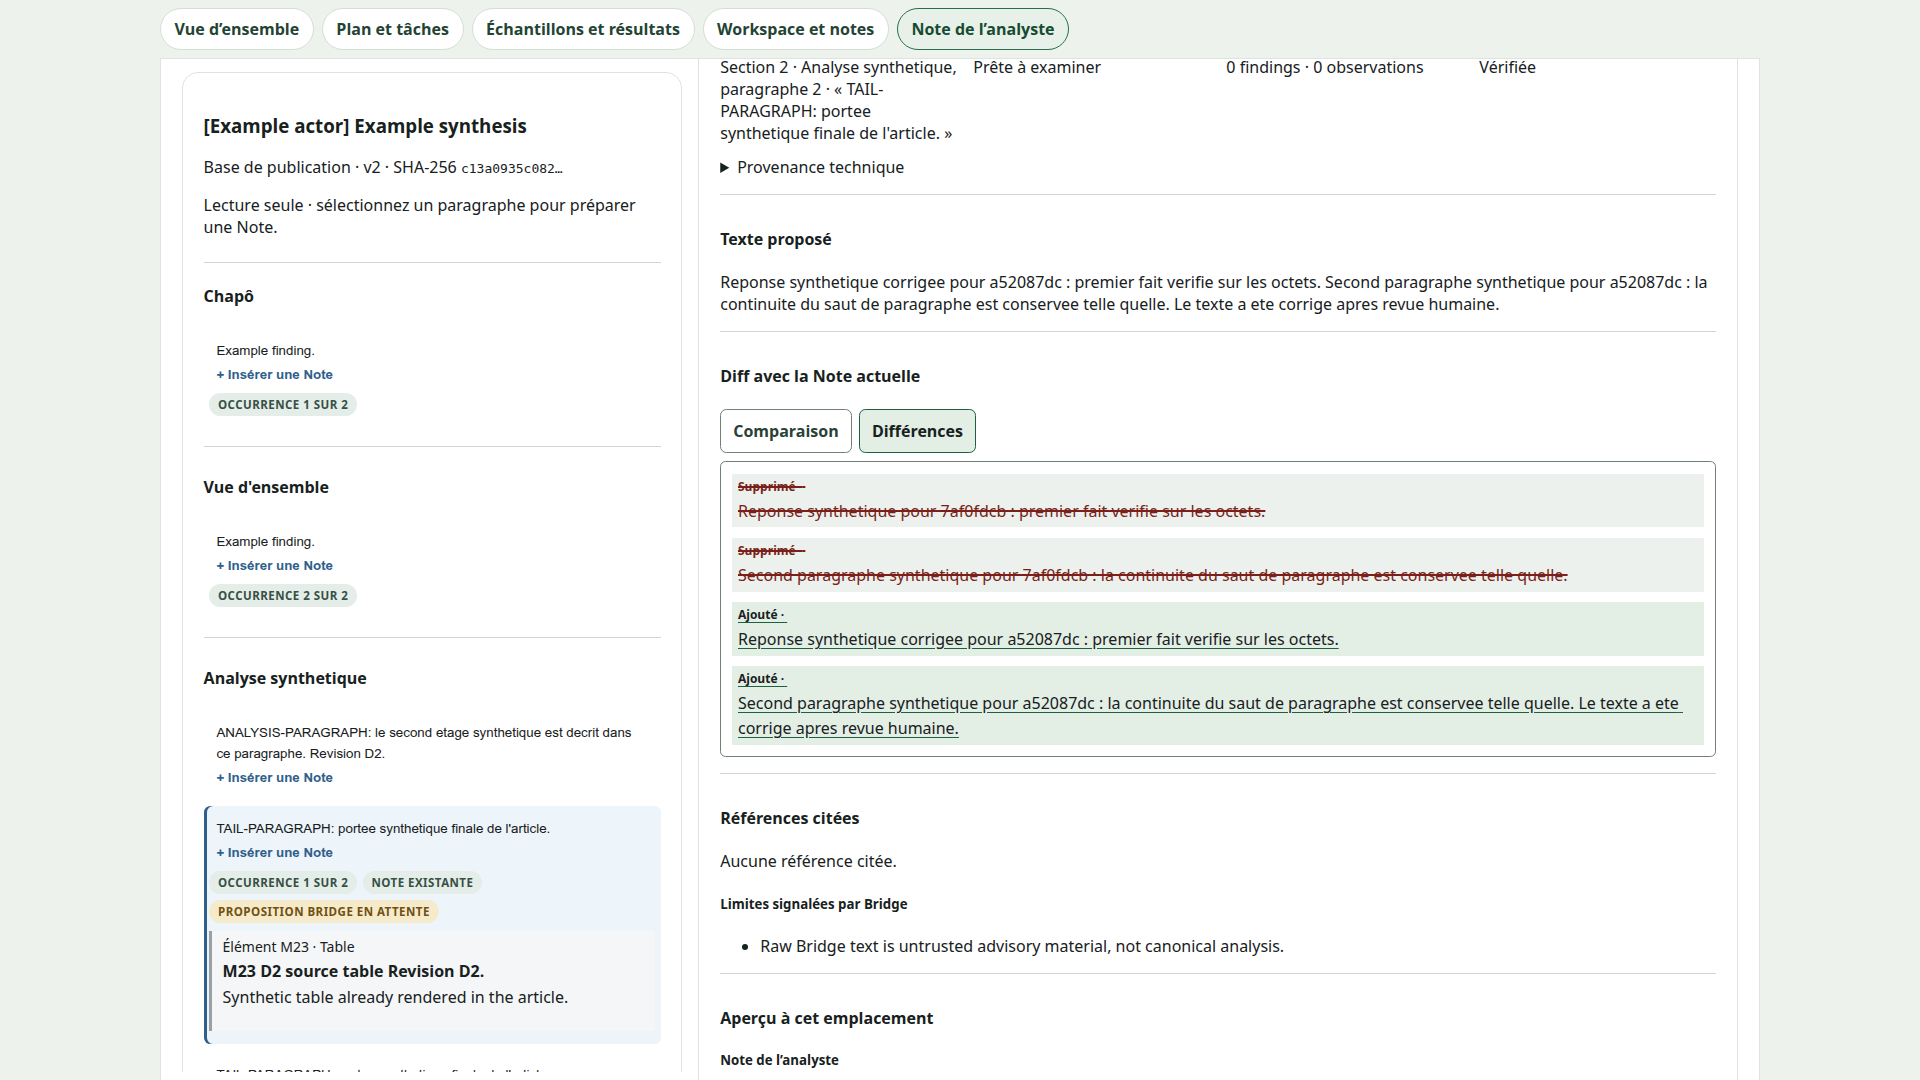 Vue d’ensemble
Plan et tâches
Échantillons et résultats
Workspace et notes
Note de l’analyste
[Example actor] Example synthesis
Base de publication · v2 · SHA-256 c13a0935c082…
Lecture seule · sélectionnez un paragraphe pour préparer
une Note.
Chapô
Example finding.
+ Insérer une Note
OCCURRENCE 1 SUR 2
Vue d'ensemble
Example finding.
+ Insérer une Note
OCCURRENCE 2 SUR 2
Analyse synthetique
ANALYSIS-PARAGRAPH: le second etage synthetique est decrit dans
ce paragraphe. Revision D2.
+ Insérer une Note
TAIL-PARAGRAPH: portee synthetique finale de l'article.
+ Insérer une Note
OCCURRENCE 1 SUR 2
NOTE EXISTANTE
PROPOSITION BRIDGE EN ATTENTE
Élément M23 · Table
M23 D2 source table Revision D2.
Synthetic table already rendered in the article.
Section 2 · Analyse synthetique,
paragraphe 2 · « TAIL-
PARAGRAPH: portee
synthetique finale de l'article. »
Prête à examiner
0 findings · 0 observations
Vérifiée
▶ Provenance technique
Texte proposé
Reponse synthetique corrigee pour a52087dc : premier fait verifie sur les octets. Second paragraphe synthetique pour a52087dc : la
continuite du saut de paragraphe est conservee telle quelle. Le texte a ete corrige apres revue humaine.
Diff avec la Note actuelle
Comparaison
Différences
Supprimé ·
Reponse synthetique pour 7af0fdcb : premier fait verifie sur les octets.
Supprimé ·
Second paragraphe synthetique pour 7af0fdcb : la continuite du saut de paragraphe est conservee telle quelle.
Ajouté ·
Reponse synthetique corrigee pour a52087dc : premier fait verifie sur les octets.
Ajouté ·
Second paragraphe synthetique pour a52087dc : la continuite du saut de paragraphe est conservee telle quelle. Le texte a ete
corrige apres revue humaine.
Références citées
Aucune référence citée.
Limites signalées par Bridge
• Raw Bridge text is untrusted advisory material, not canonical analysis.
Aperçu à cet emplacement
Note de l’analyste